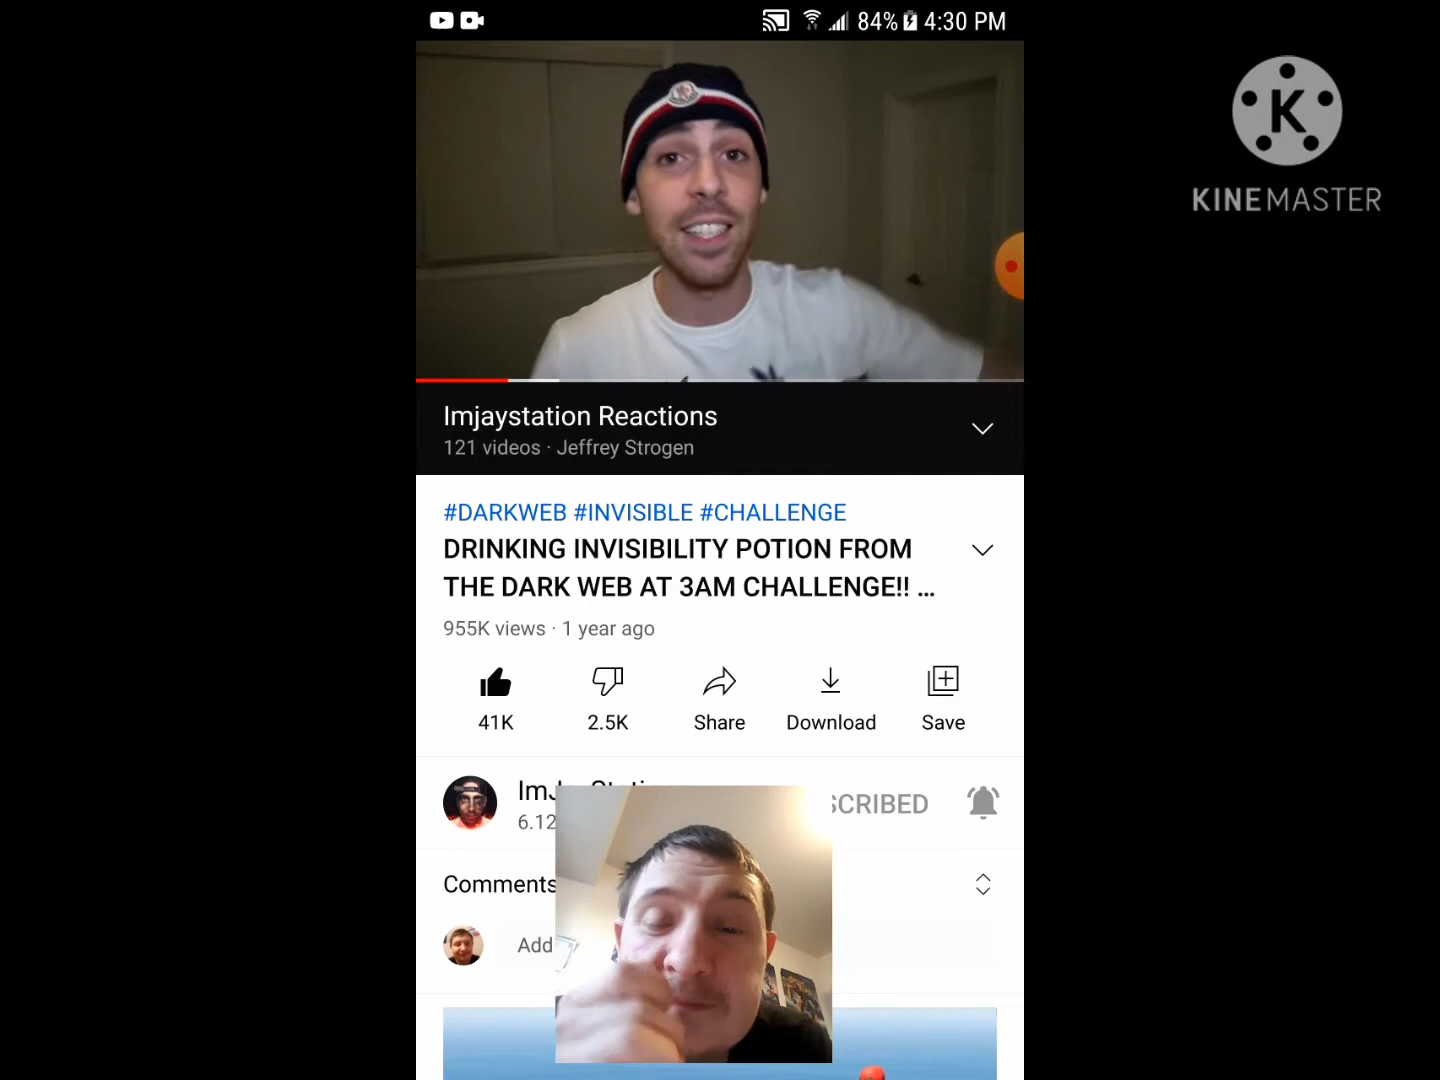 84% 4:30 PM
K
KINEMASTER
Imjaystation Reactions
121 videos · Jeffrey Strogen
#DARKWEB #INVISIBLE #CHALLENGE
DRINKING INVISIBILITY POTION FROM
THE DARK WEB AT 3AM CHALLENGE!! ...
955K views · 1 year ago
41K 2.5K Share Download Save
6.12
Comments
Add